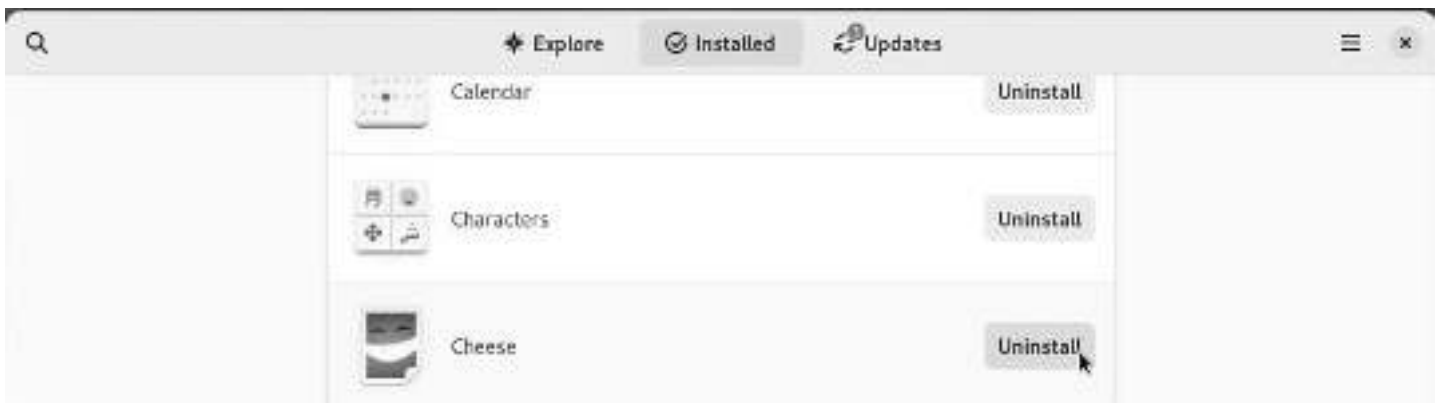 Explore Installed Updates
Calendar Uninstall
Characters Uninstall
Cheese Uninstall